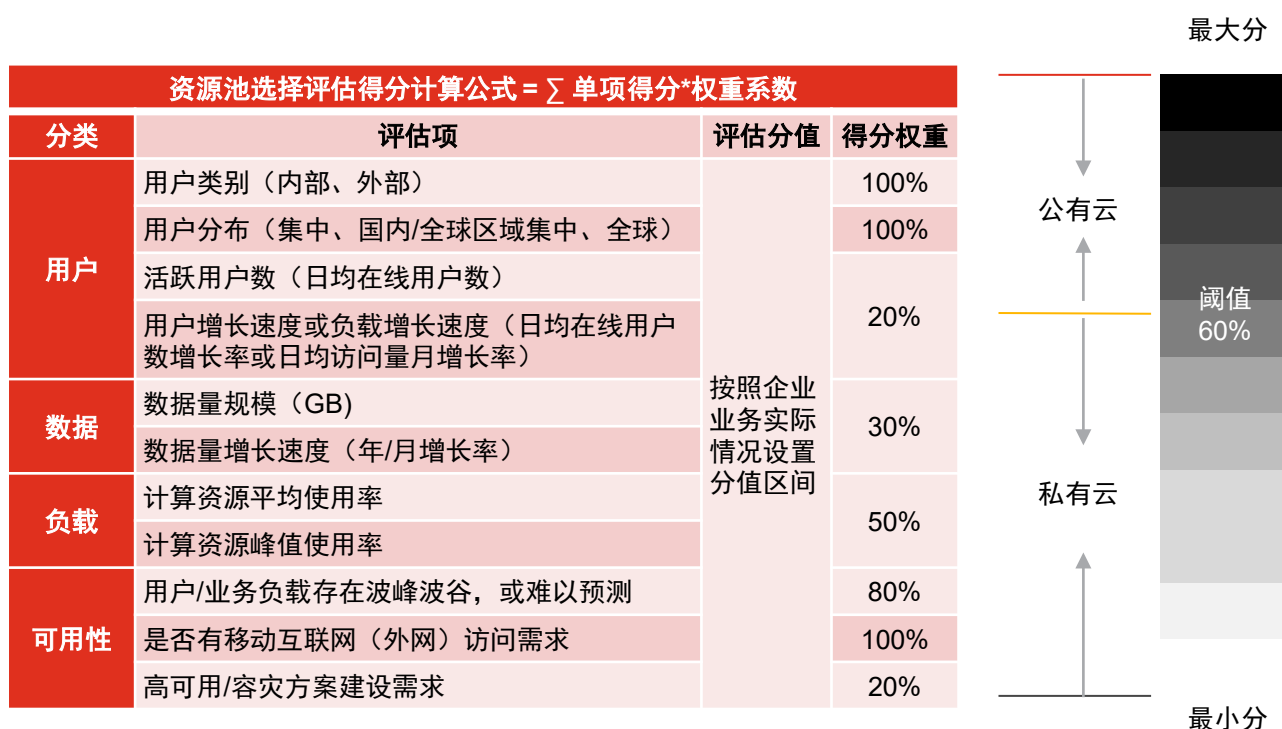 最大分
资源池选择评估得分计算公式 = ∑ 单项得分*权重系数
分类 评估项 评估分值 得分权重
用户
用户类别（内部、外部） 100%
用户分布（集中、国内/全球区域集中、全球） 100%
活跃用户数（日均在线用户数）
用户增长速度或负载增长速度（日均在线用户
数增长率或日均访问量月增长率）
20%
数据
数据量规模（GB)
数据量增长速度（年/月增长率）
30%
负载
计算资源平均使用率
计算资源峰值使用率
50%
可用性
用户/业务负载存在波峰波谷，或难以预测 80%
是否有移动互联网（外网）访问需求 100%
高可用/容灾方案建设需求 20%
按照企业
业务实际
情况设置
分值区间
公有云
私有云
阈值
60%
最小分